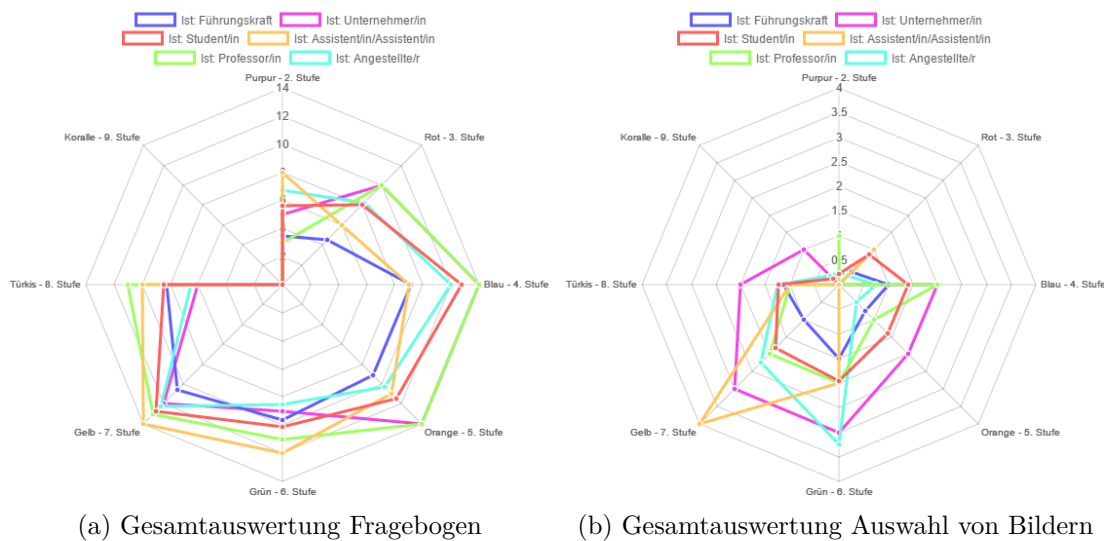 Ist: Führungskraft Ist: Unternehmer/in
Ist: Student/in Ist: Assistent/in/Assistent/in
Ist: Professor/in Ist: Angestellte/r
Purpur - 2. Stufe
14
12
10
8
6
4
2
Koralle - 9. Stufe
Rot - 3. Stufe
Türkis - 8. Stufe
Blau - 4. Stufe
Gelb - 7. Stufe
Orange - 5. Stufe
Grün - 6. Stufe
(a) Gesamtauswertung Fragebogen
Ist: Führungskraft Ist: Unternehmer/in
Ist: Student/in Ist: Assistent/in/Assistent/in
Ist: Professor/in Ist: Angestellte/r
Purpur - 2. Stufe
4
3.5
3
2.5
2
1.5
1
0.5
Koralle - 9. Stufe
Rot - 3. Stufe
Türkis - 8. Stufe
Blau - 4. Stufe
Gelb - 7. Stufe
Orange - 5. Stufe
Grün - 6. Stufe
(b) Gesamtauswertung Auswahl von Bildern